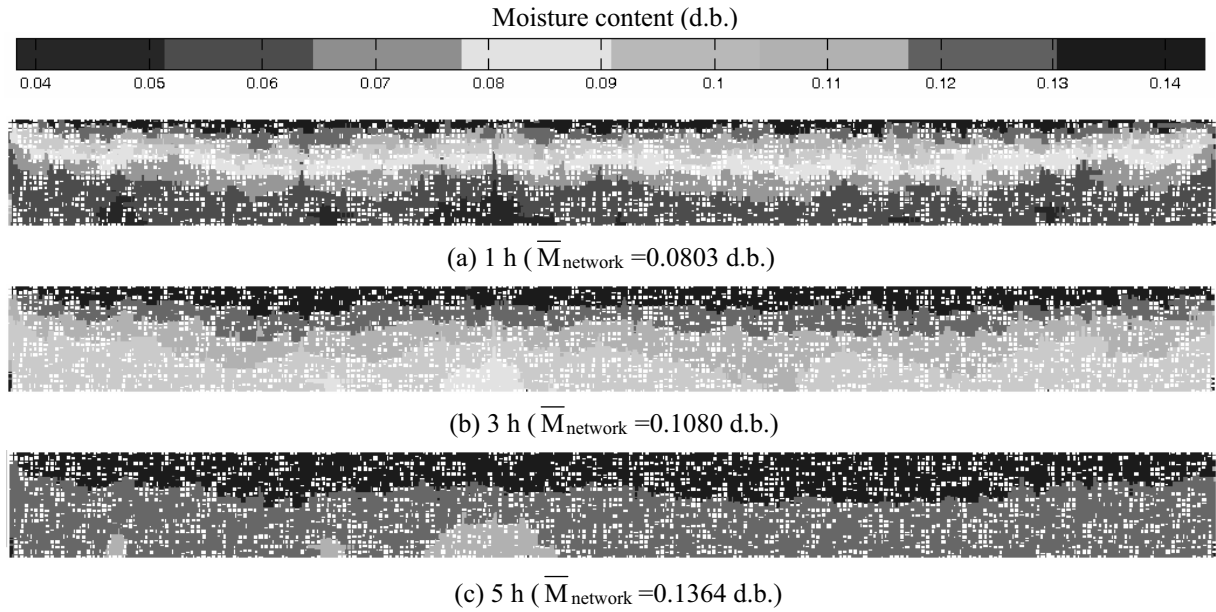 Moisture content (d.b.)
0.04 0.05 0.06 0.07 0.08 0.09 0.1 0.11 0.12 0.13 0.14
(a) 1 h ( M̅network =0.0803 d.b.)
(b) 3 h ( M̅network =0.1080 d.b.)
(c) 5 h ( M̅network =0.1364 d.b.)